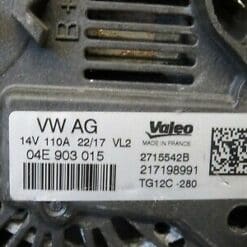 B+
VW AG
14V 110A 22/17 VL2
04E 903 015
Valeo
MADE IN FRANCE
2715542B
217198991
TG12C -280